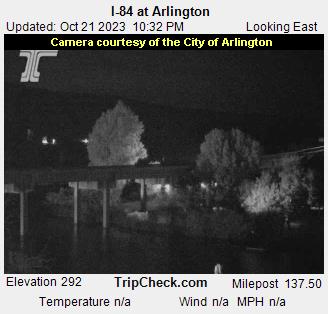 I-84 at Arlington
Updated: Oct 21 2023 10:32 PM Looking East
Camera courtesy of the City of Arlington
Elevation 292 TripCheck.com Milepost 137.50
Temperature n/a Wind n/a MPH n/a